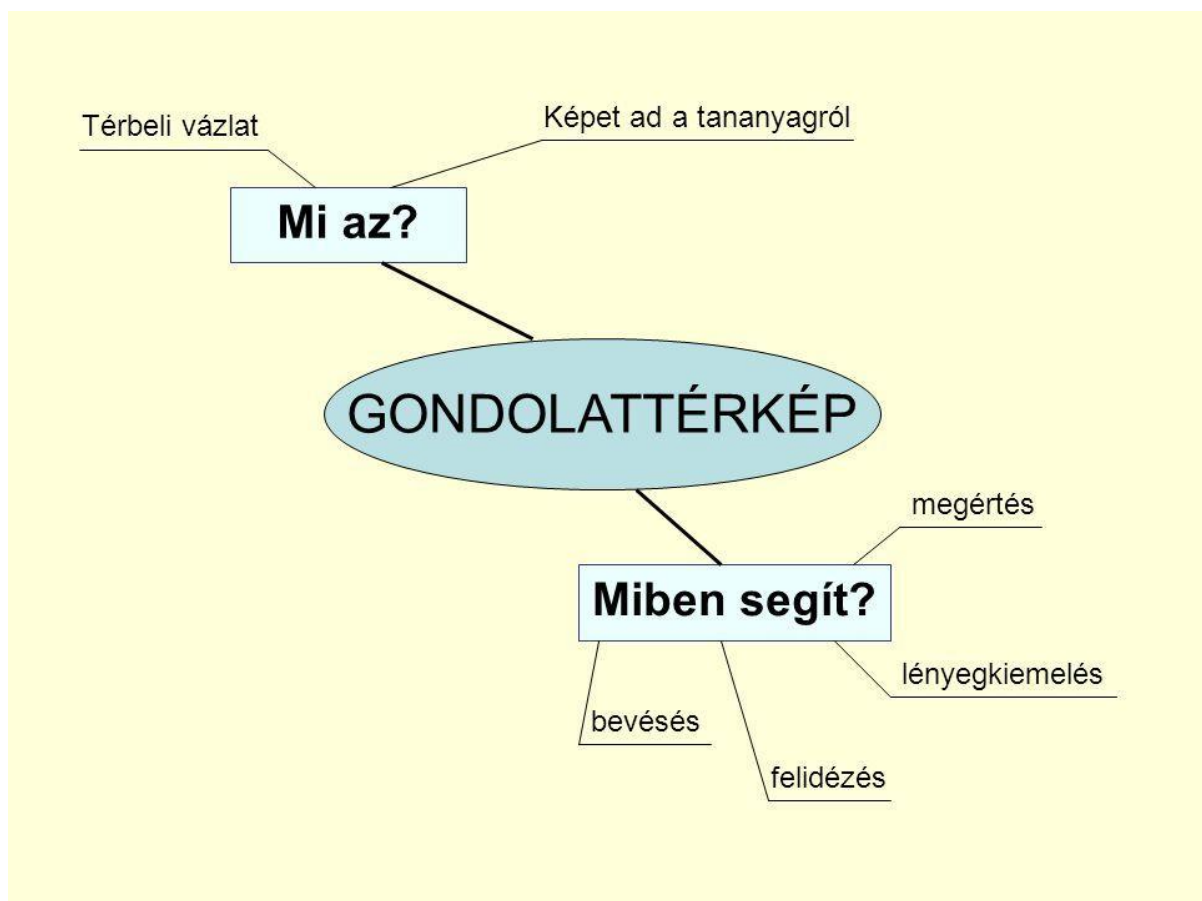 Térbeli vázlat
Képet ad a tananyagról
Mi az?
GONDOLATTÉRKÉP
megértés
Miben segít?
lényegkiemelés
bevésés
felidézés